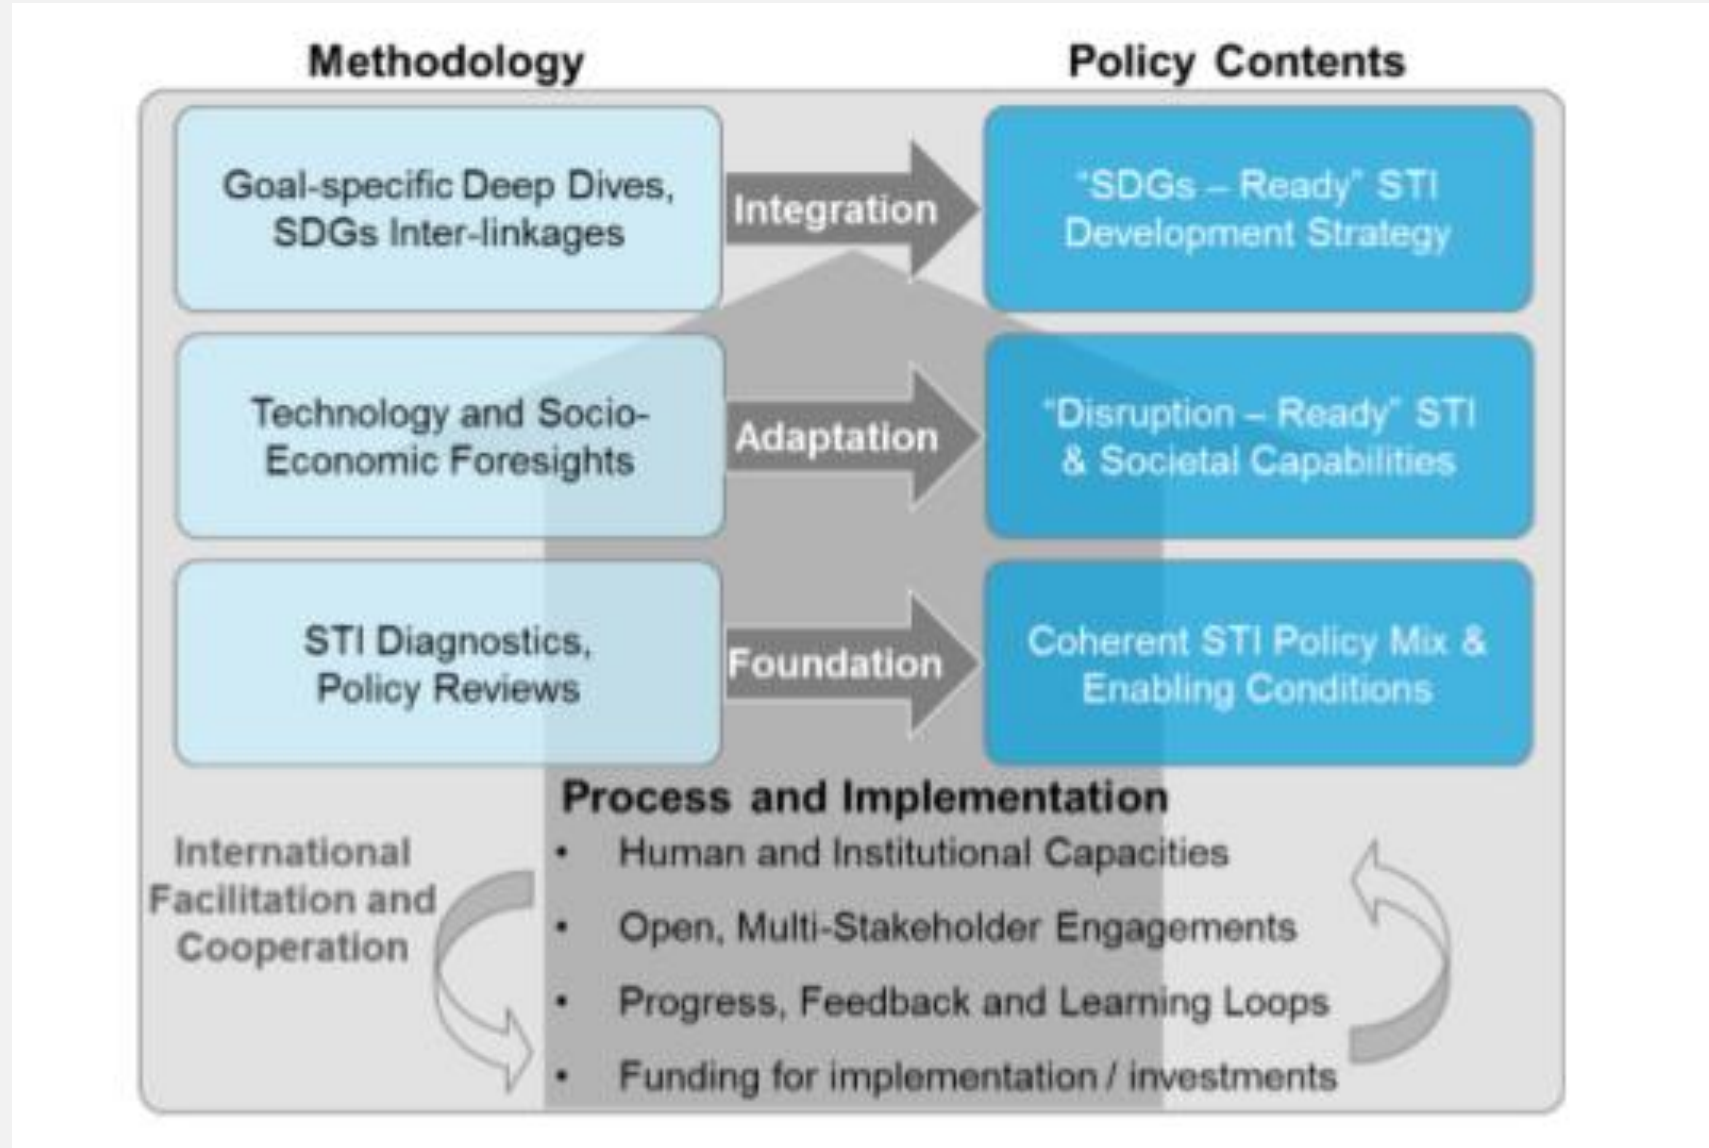 Methodology
Policy Contents
Goal-specific Deep Dives,
SDGs Inter-linkages
Integration
“SDGs – Ready” STI
Development Strategy
Technology and Socio-
Economic Foresights
Adaptation
“Disruption – Ready” STI
& Societal Capabilities
STI Diagnostics,
Policy Reviews
Foundation
Coherent STI Policy Mix &
Enabling Conditions
Process and Implementation
International
Facilitation and
Cooperation
• Human and Institutional Capacities
• Open, Multi-Stakeholder Engagements
• Progress, Feedback and Learning Loops
• Funding for implementation / investments